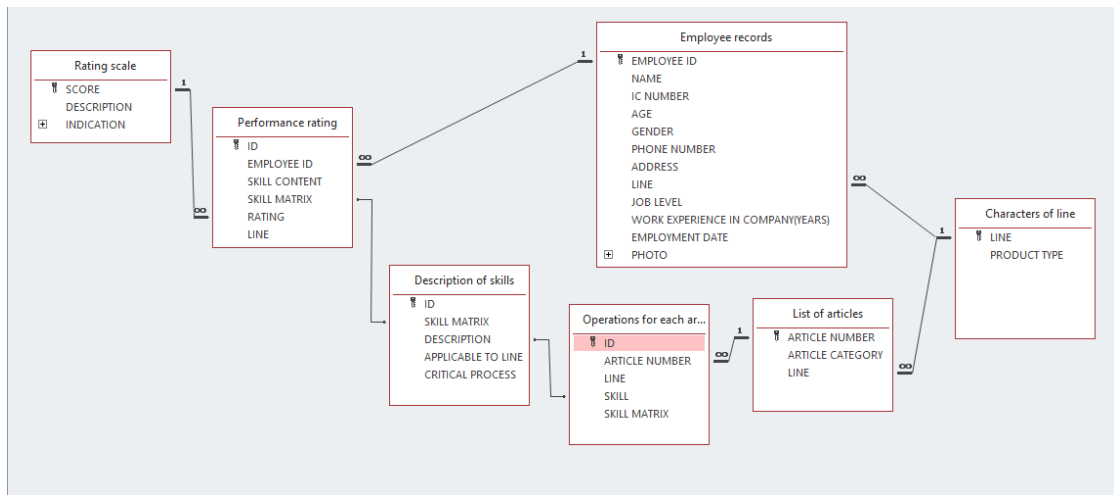 Rating scale
SCORE
DESCRIPTION
INDICATION
1
∞
Performance rating
ID
EMPLOYEE ID
SKILL CONTENT
SKILL MATRIX
RATING
LINE
∞
1
Employee records
EMPLOYEE ID
NAME
IC NUMBER
AGE
GENDER
PHONE NUMBER
ADDRESS
LINE
JOB LEVEL
WORK EXPERIENCE IN COMPANY(YEARS)
EMPLOYMENT DATE
PHOTO
∞
1
Characters of line
LINE
PRODUCT TYPE
Description of skills
ID
SKILL MATRIX
DESCRIPTION
APPLICABLE TO LINE
CRITICAL PROCESS
Operations for each ar...
ID
ARTICLE NUMBER
LINE
SKILL
SKILL MATRIX
∞
1
List of articles
ARTICLE NUMBER
ARTICLE CATEGORY
LINE
∞